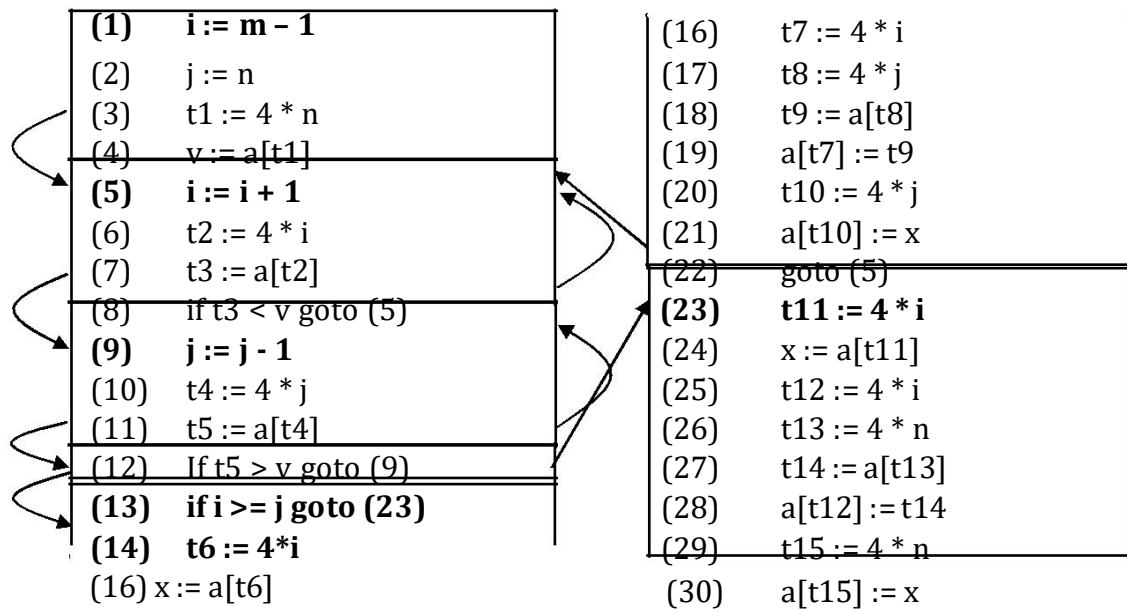 (1) i := m – 1
(2) j := n
(3) t1 := 4 * n
(4) v := a[t1]
(5) i := i + 1
(6) t2 := 4 * i
(7) t3 := a[t2]
(8) if t3 < v goto (5)
(9) j := j - 1
(10) t4 := 4 * j
(11) t5 := a[t4]
(12) If t5 > v goto (9)
(13) if i >= j goto (23)
(14) t6 := 4*i
(16) x := a[t6]
(16) t7 := 4 * i
(17) t8 := 4 * j
(18) t9 := a[t8]
(19) a[t7] := t9
(20) t10 := 4 * j
(21) a[t10] := x
(22) goto (5)
(23) t11 := 4 * i
(24) x := a[t11]
(25) t12 := 4 * i
(26) t13 := 4 * n
(27) t14 := a[t13]
(28) a[t12] := t14
(29) t15 := 4 * n
(30) a[t15] := x